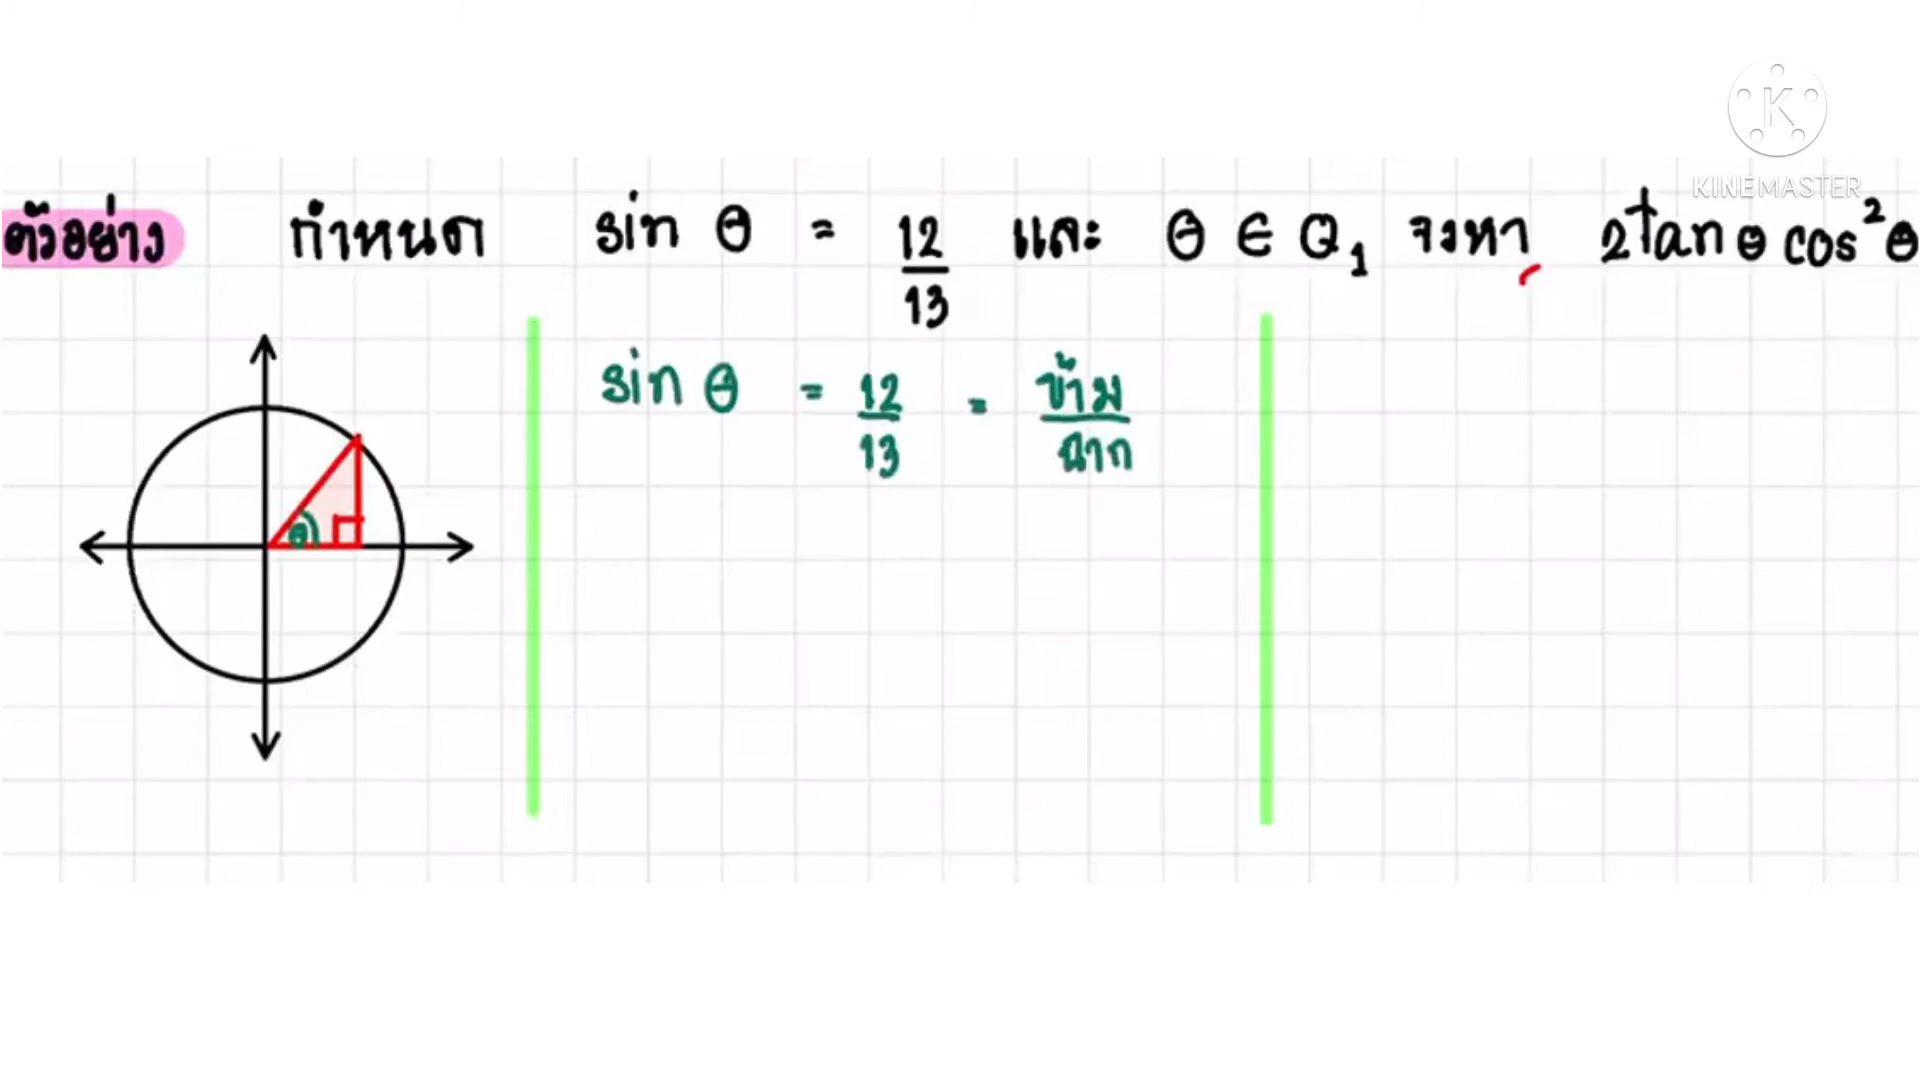 K
KINEMASTER
ตัวอย่าง กำหนด sin θ = 12/13 และ θ ∈ Q₁ จงหา 2tan θ cos²θ
sin θ = 12/13 = ข้าม/ฉาก
θ